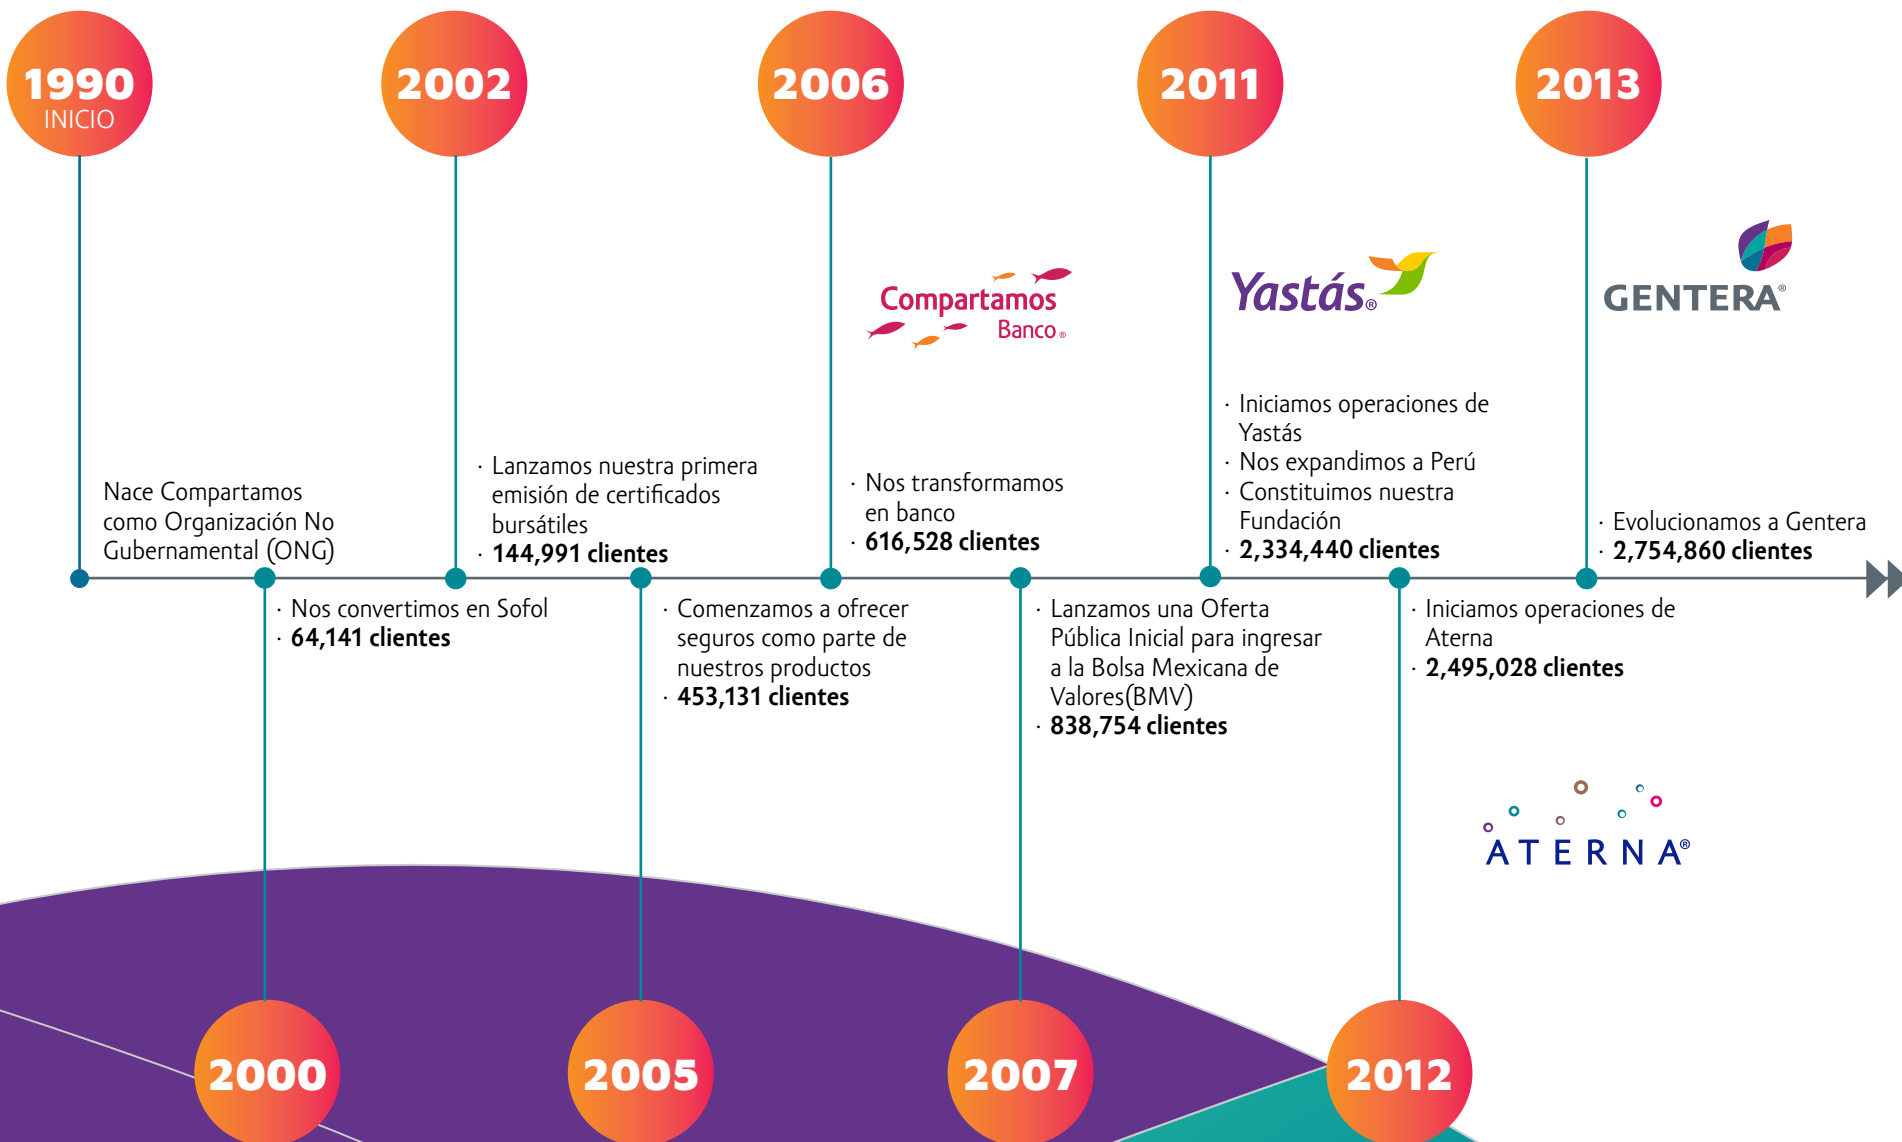 1990
INICIO
2002
2006
2011
2013
Compartamos
Banco®
Yastás®
GENTERA®
Nace Compartamos
como Organización No
Gubernamental (ONG)
· Lanzamos nuestra primera
emisión de certificados
bursátiles
· 144,991 clientes
· Nos transformamos
en banco
· 616,528 clientes
· Iniciamos operaciones de
Yastás
· Nos expandimos a Perú
· Constituimos nuestra
Fundación
· 2,334,440 clientes
· Evolucionamos a Gentera
· 2,754,860 clientes
· Nos convertimos en Sofol
· 64,141 clientes
· Comenzamos a ofrecer
seguros como parte de
nuestros productos
· 453,131 clientes
· Lanzamos una Oferta
Pública Inicial para ingresar
a la Bolsa Mexicana de
Valores(BMV)
· 838,754 clientes
· Iniciamos operaciones de
Aterna
· 2,495,028 clientes
ATERNA®
2000
2005
2007
2012